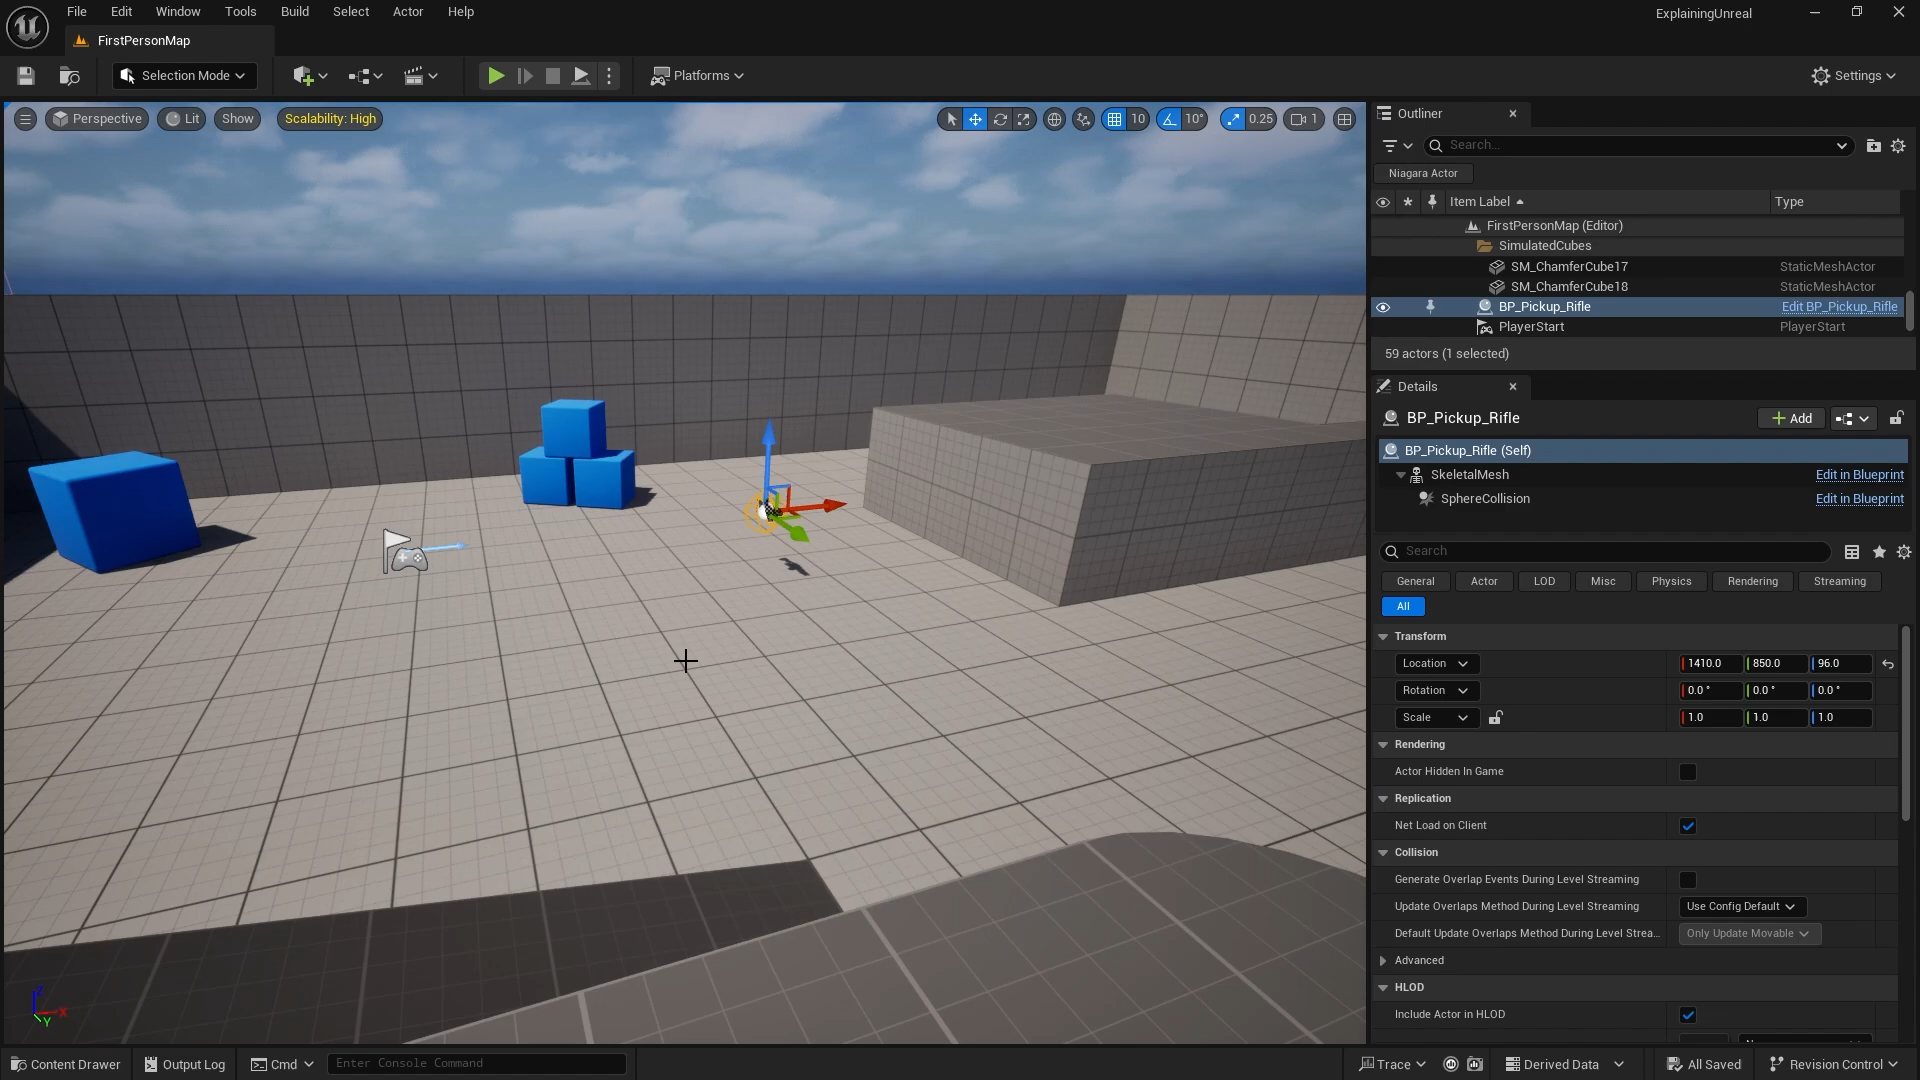 File Edit Window Tools Build Select Actor Help
ExplainingUnreal
FirstPersonMap
Selection Mode
Platforms
Settings
Perspective Lit Show Scalability: High
10 10° 0.25 1
Outliner
Search...
Niagara Actor
Item Label Type
FirstPersonMap (Editor)
SimulatedCubes
SM_ChamferCube17 StaticMeshActor
SM_ChamferCube18 StaticMeshActor
BP_Pickup_Rifle Edit BP_Pickup_Rifle
PlayerStart PlayerStart
59 actors (1 selected)
Details
BP_Pickup_Rifle
Add
BP_Pickup_Rifle (Self)
SkeletalMesh Edit in Blueprint
SphereCollision Edit in Blueprint
Search
General Actor LOD Misc Physics Rendering Streaming
All
Transform
Location 1410.0 850.0 96.0
Rotation 0.0 ° 0.0 ° 0.0 °
Scale 1.0 1.0 1.0
Rendering
Actor Hidden In Game
Replication
Net Load on Client
Collision
Generate Overlap Events During Level Streaming
Update Overlaps Method During Level Streaming Use Config Default
Default Update Overlaps Method During Level Strea... Only Update Movable
Advanced
HLOD
Include Actor in HLOD
Z
X
Y
Content Drawer Output Log Cmd Enter Console Command
Trace Derived Data All Saved Revision Control